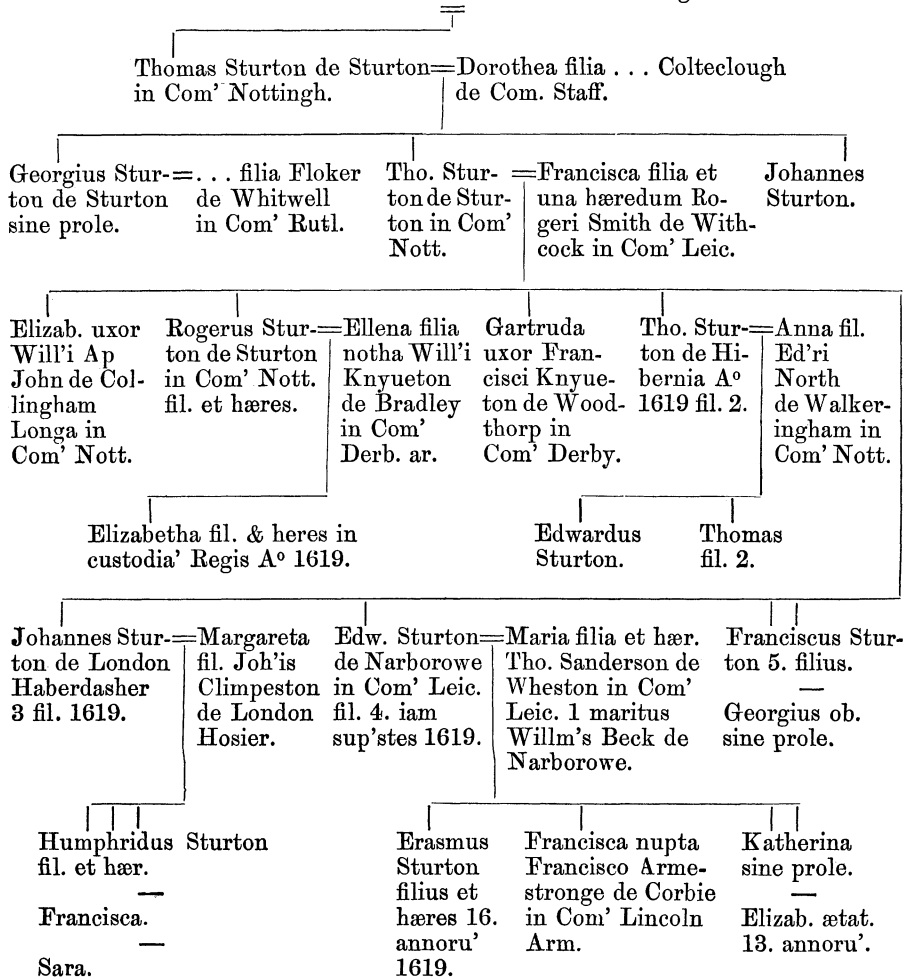 Thomas Sturton de Sturton=Dorothea filia . . . Colteclough
in Com' Nottingh.
de Com. Staff.
Georgius Stur-
ton de Sturton
sine prole.
=. . . filia Floker
de Whitwell
in Com' Rutl.
Tho. Stur-
ton de Stur-
ton in Com'
Nott.
=Francisca filia et
una hæredum Ro-
geri Smith de With-
cock in Com' Leic.
Johannes
Sturton.
Elizab. uxor
Will'i Ap
John de Col-
lingham
Longa in
Com' Nott.
Rogerus Stur-
ton de Sturton
in Com' Nott.
fil. et hæres.
=Ellena filia
notha Will'i
Knyueton
de Bradley
in Com'
Derb. ar.
Gartruda
uxor Fran-
cisci Knyue-
ton de Wood-
thorp in
Com' Derby.
Tho. Stur-
ton de Hi-
bernia Aº
1619 fil. 2.
=Anna fil.
Ed'ri
North
de Walker-
ingham in
Com' Nott.
Elizabetha fil. & heres in
custodia' Regis Aº 1619.
Edwardus
Sturton.
Thomas
fil. 2.
Johannes Stur-
ton de London
Haberdasher
3 fil. 1619.
=Margareta
fil. Joh'is
Climpeston
de London
Hosier.
Edw. Sturton
de Narborowe
in Com' Leic.
fil. 4. iam
sup'stes 1619.
=Maria filia et hær.
Tho. Sanderson de
Wheston in Com'
Leic. 1 maritus
Willm's Beck de
Narborowe.
Franciscus Stur-
ton 5. filius.
—
Georgius ob.
sine prole.
Humphridus Sturton
fil. et hær.
—
Francisca.
—
Sara.
Erasmus
Sturton
filius et
hæres 16.
annoru'
1619.
Francisca nupta
Francisco Arme-
stronge de Corbie
in Com' Lincoln
Arm.
Katherina
sine prole.
—
Elizab. ætat.
13. annoru'.